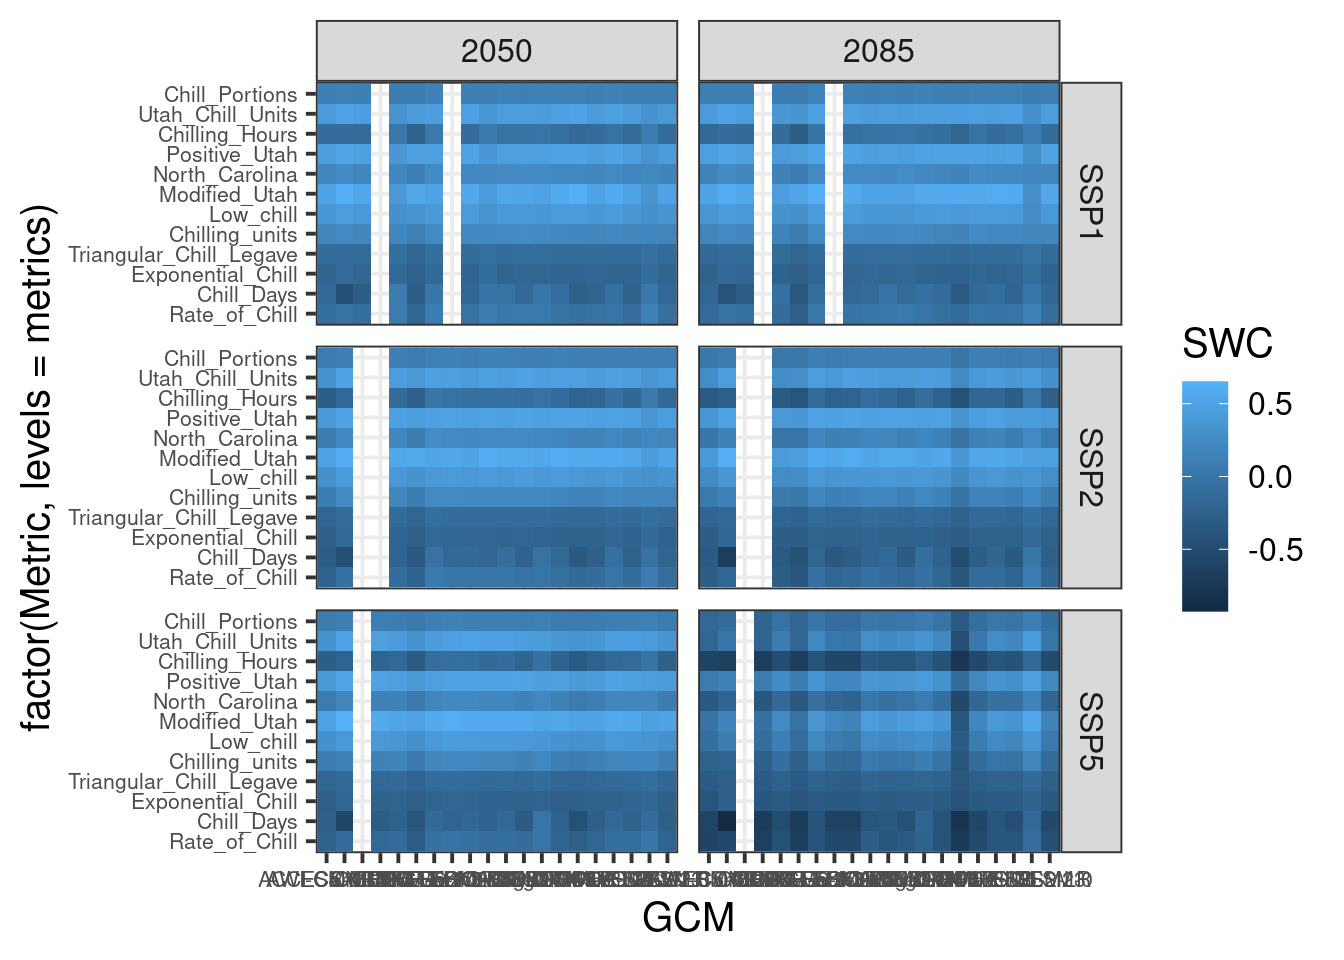 2050
2085
Chill_Portions
Utah_Chill_Units
Chilling_Hours
Positive_Utah
North_Carolina
Modified_Utah
Low_chill
Chilling_units
Triangular_Chill_Legave
Exponential_Chill
Chill_Days
Rate_of_Chill
SSP1
Chill_Portions
Utah_Chill_Units
Chilling_Hours
Positive_Utah
North_Carolina
Modified_Utah
Low_chill
Chilling_units
Triangular_Chill_Legave
Exponential_Chill
Chill_Days
Rate_of_Chill
SSP2
Chill_Portions
Utah_Chill_Units
Chilling_Hours
Positive_Utah
North_Carolina
Modified_Utah
Low_chill
Chilling_units
Triangular_Chill_Legave
Exponential_Chill
Chill_Days
Rate_of_Chill
SSP5
factor(Metric, levels = metrics)
GCM
SWC
0.5
0.0
-0.5